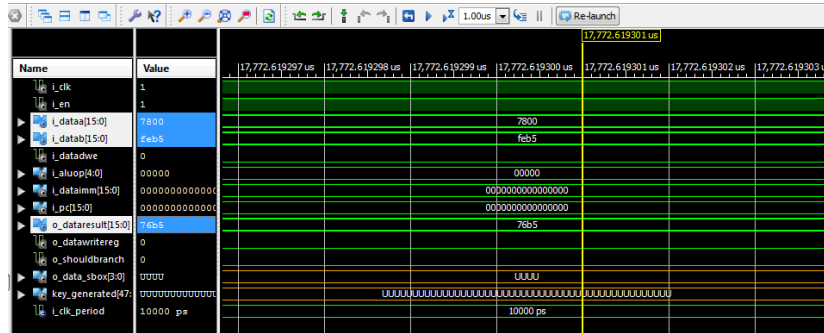 1.00us Re-launch
17,772.619301 us
Name Value 17,772.619297 us 17,772.619298 us 17,772.619299 us 17,772.619300 us 17,772.619301 us 17,772.619302 us 17,772.619303 u
i_clk 1
i_en 1
i_dataa[15:0] 7800 7800
i_datab[15:0] feb5 feb5
i_datadwe 0
i_aluop[4:0] 00000 00000
i_dataimm[15:0] 0000000000000 0000000000000000
i_pc[15:0] 0000000000000 0000000000000000
o_dataresult[15:0] 76b5 76b5
o_datawritereg 0
o_shouldbranch 0
o_data_sbox[3:0] UUUU UUUU
key_generated[47: UUUUUUUUUUUUU UUUUUUUUUUUUUUUUUUUUUUUUUUUUUUUUUUUUUUUUUUUUUUUU
i_clk_period 10000 ps 10000 ps